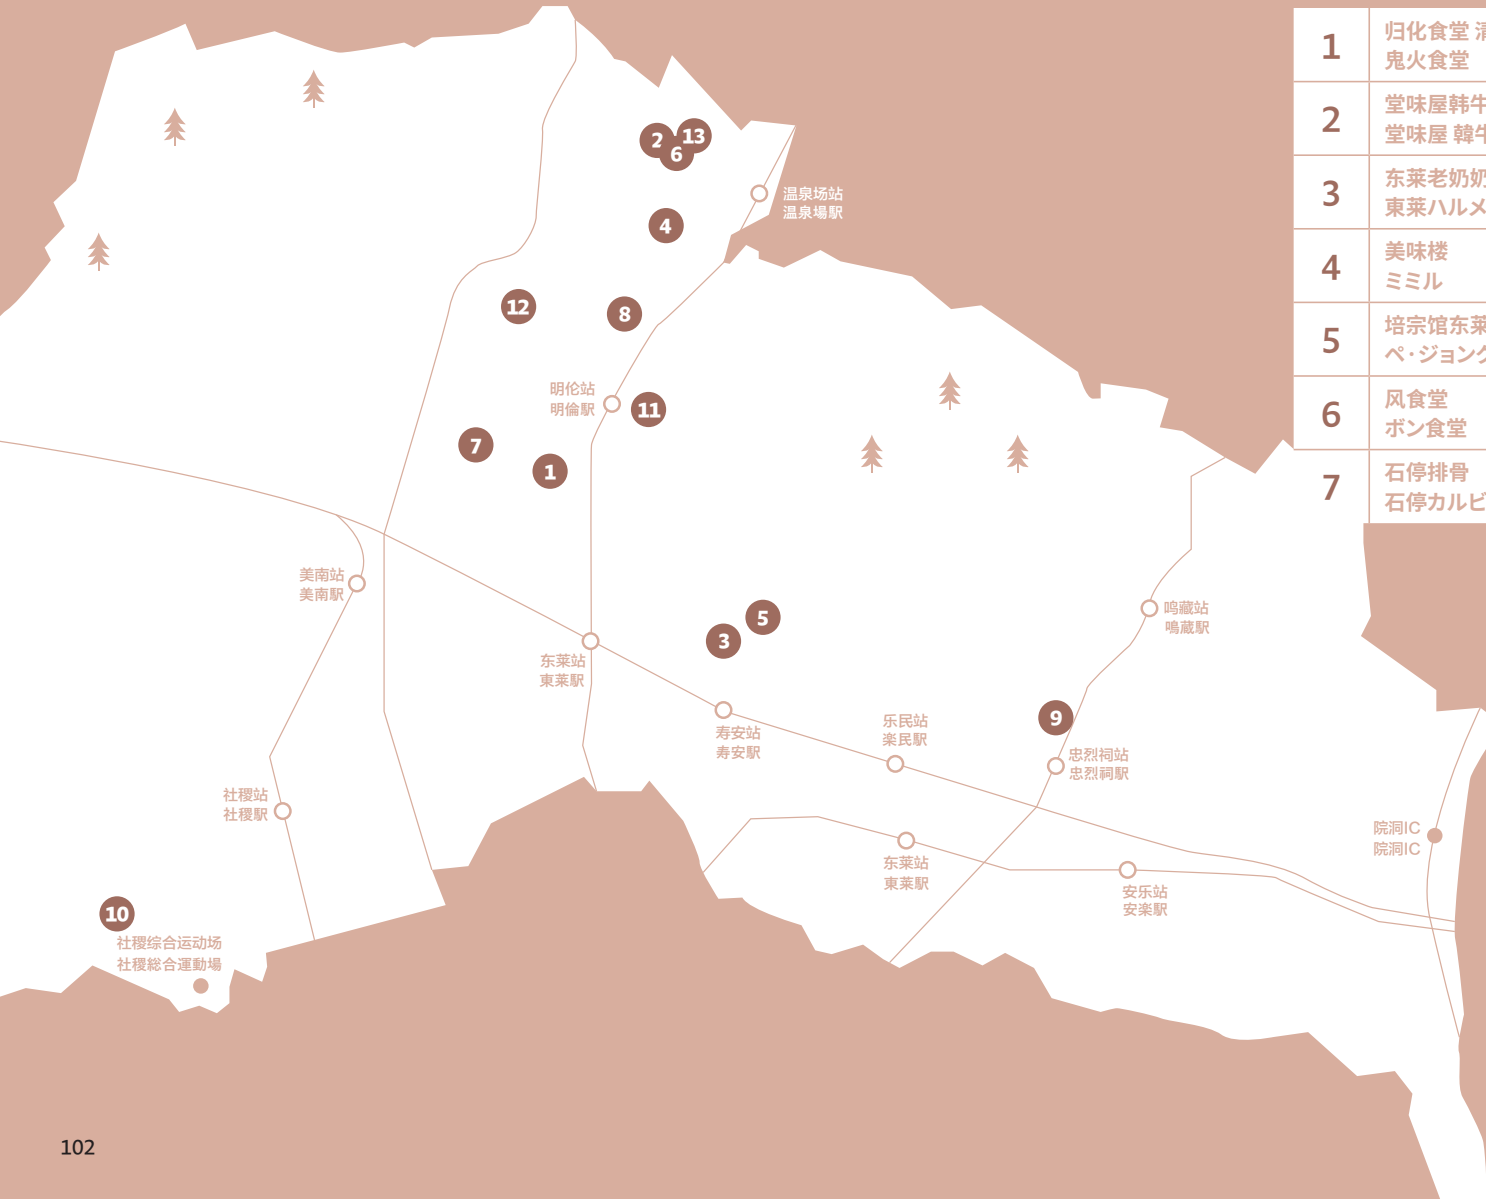 1
归化食堂
鬼火食堂
2
堂味屋韩牛
堂味屋 韓牛
3
东莱老奶奶
東莱ハルメ
4
美味楼
ミミル
5
培宗馆东莱
ペ·ジョング
6
风食堂
ボン食堂
7
石停排骨
石停カルビ
2
13
6
温泉场站
温泉場駅
4
12
8
明伦站
明倫駅
11
7
1
美南站
美南駅
5
3
鸣藏站
鳴蔵駅
东莱站
東莱駅
9
寿安站
寿安駅
乐民站
楽民駅
忠烈祠站
忠烈祠駅
社稷站
社稷駅
院洞IC
院洞IC
东莱站
東莱駅
安乐站
安楽駅
10
社稷综合运动场
社稷総合運動場
102